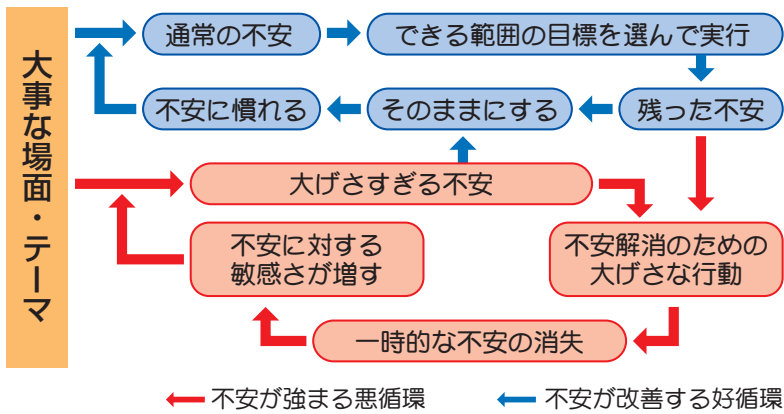 大事な場面・テーマ
通常の不安
できる範囲の目標を選んで実行
不安に慣れる
そのままにする
残った不安
大げさすぎる不安
不安に対する
敏感さが増す
不安解消のための
大げさな行動
一時的な不安の消失
不安が強まる悪循環
不安が改善する好循環